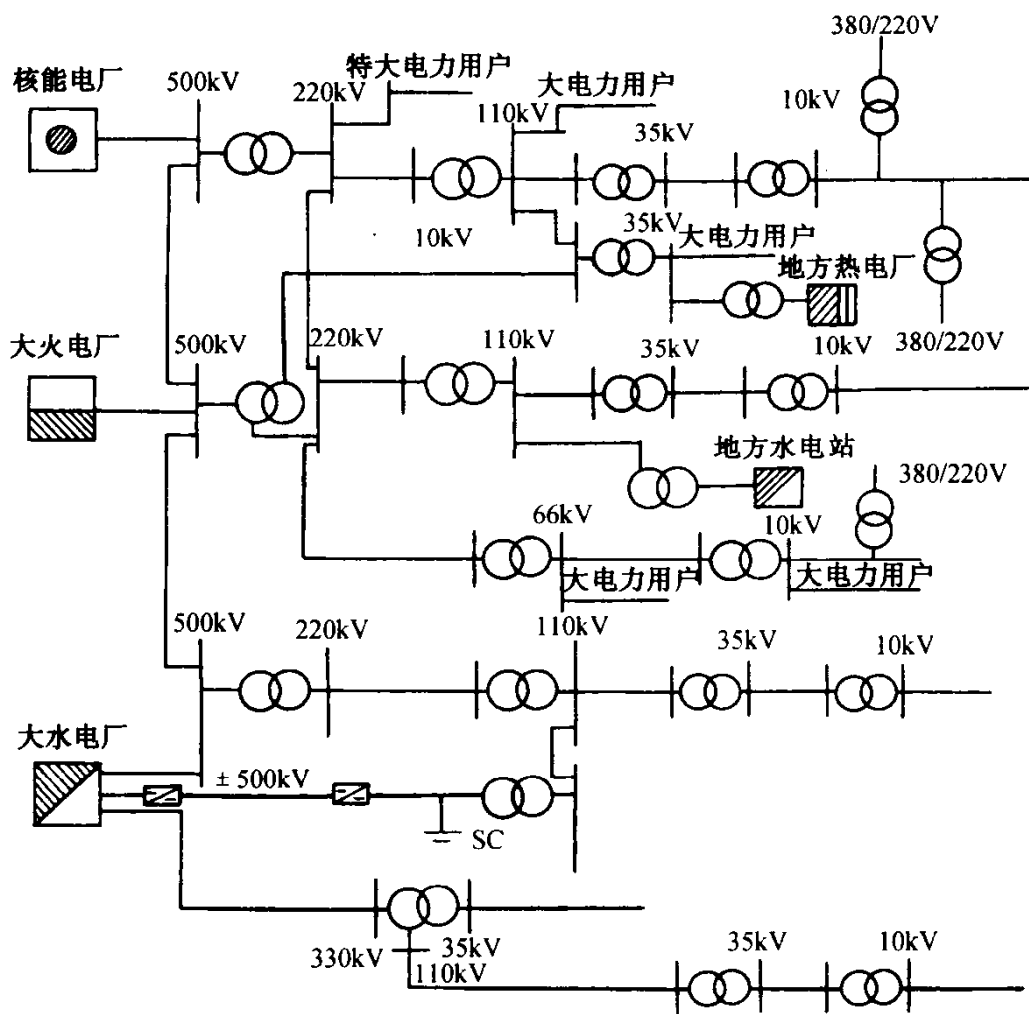 380/220V
特大电力用户
核能电厂
500kV
220kV
大电力用户
110kV
10kV
35kV
10kV
35kV
大电力用户
地方热电厂
大火电厂
500kV
220kV
110kV
35kV
10kV
380/220V
地方水电站
380/220V
66kV
10kV
大电力用户
大电力用户
500kV
220kV
110kV
35kV
10kV
大水电厂
± 500kV
SC
330kV
35kV
110kV
35kV
10kV